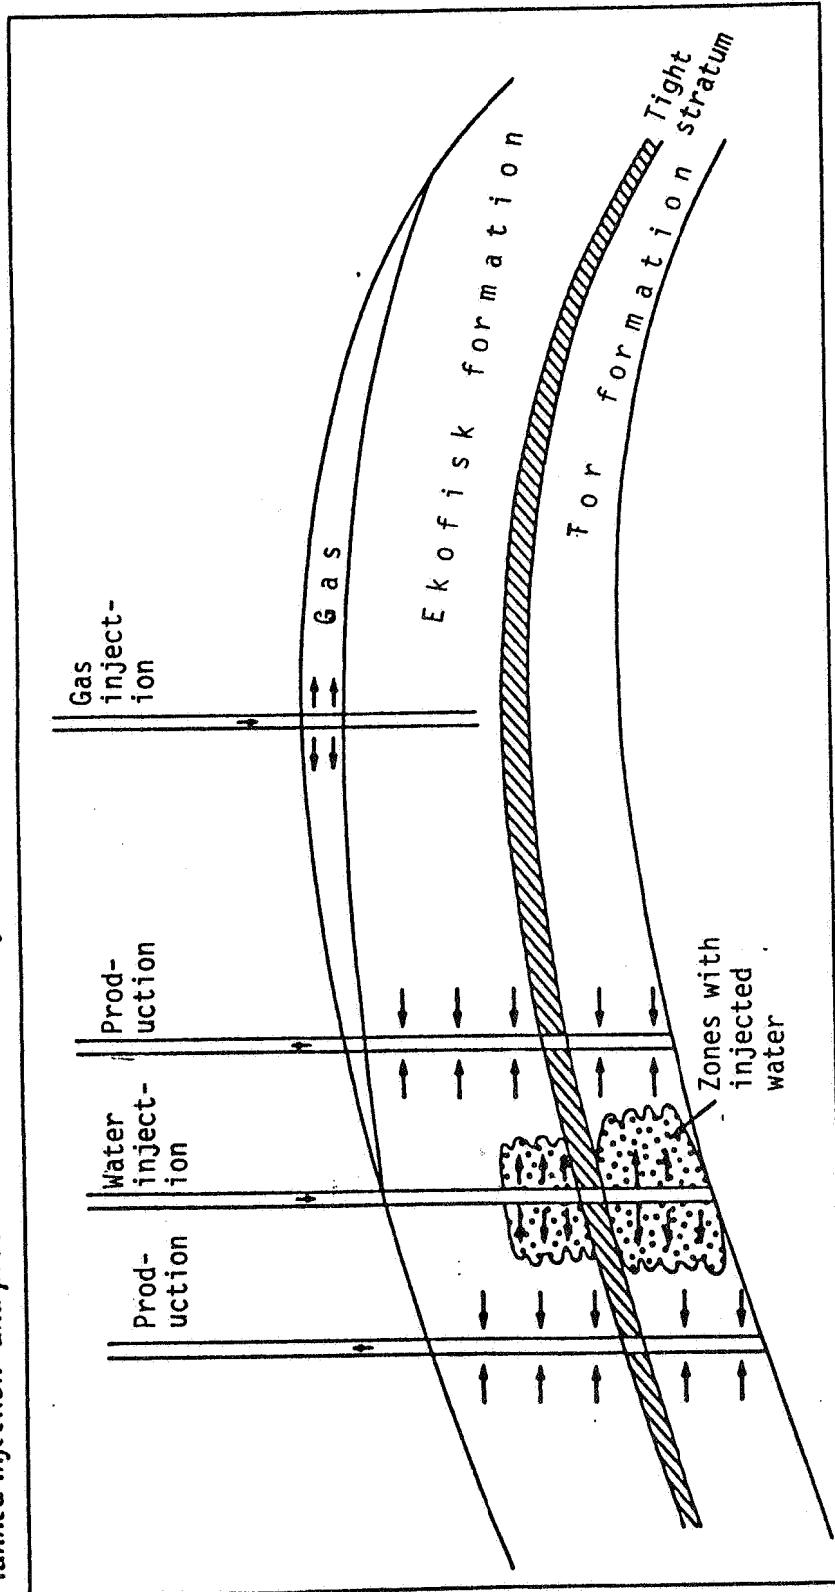 Prod-
uction
Water
inject-
ion
Prod-
uction
Gas
inject-
ion
Gas
Ekofisk formation
Tor formation
Tight
stratum
Zones with
injected
water